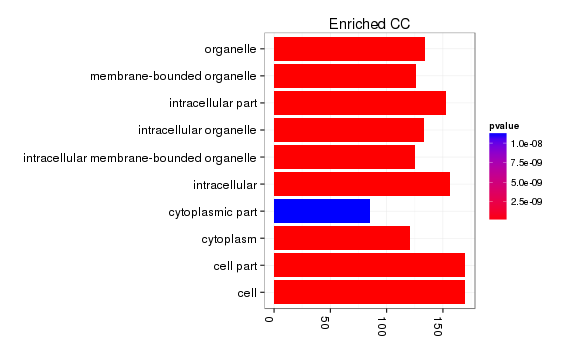 Enriched CC
organelle
membrane-bounded organelle
intracellular part
intracellular organelle
intracellular membrane-bounded organelle
intracellular
cytoplasmic part
cytoplasm
cell part
cell
0
50
100
150
pvalue
1.0e-08
7.5e-09
5.0e-09
2.5e-09